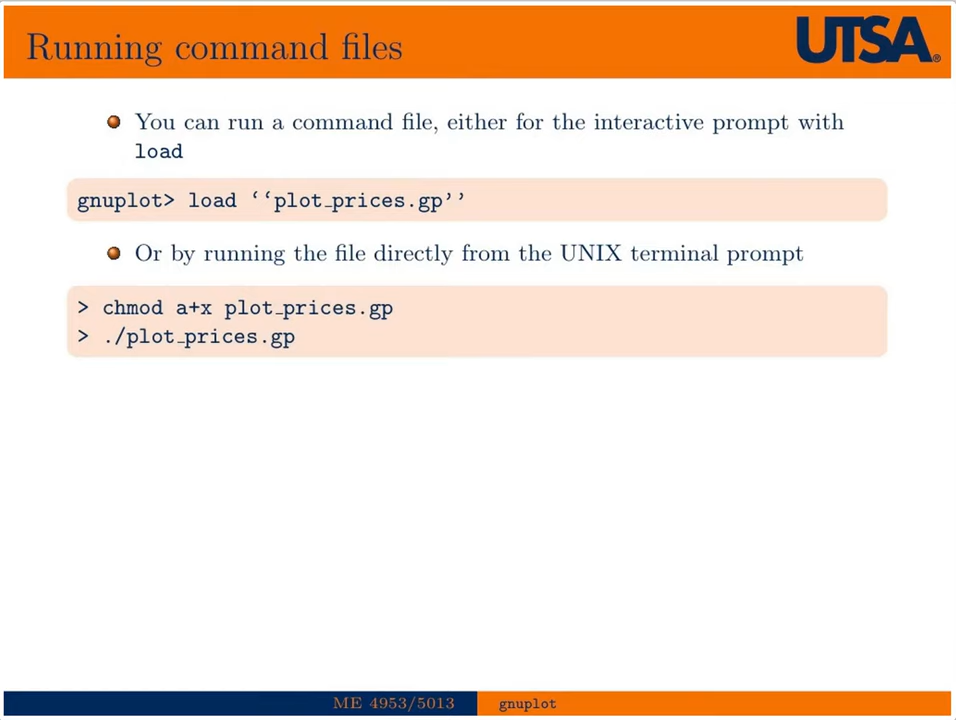 Running command files
UTSA®
You can run a command file, either for the interactive prompt with
load
gnuplot> load ‘‘plot_prices.gp’’
Or by running the file directly from the UNIX terminal prompt
> chmod a+x plot_prices.gp
> ./plot_prices.gp
ME 4953/5013
gnuplot